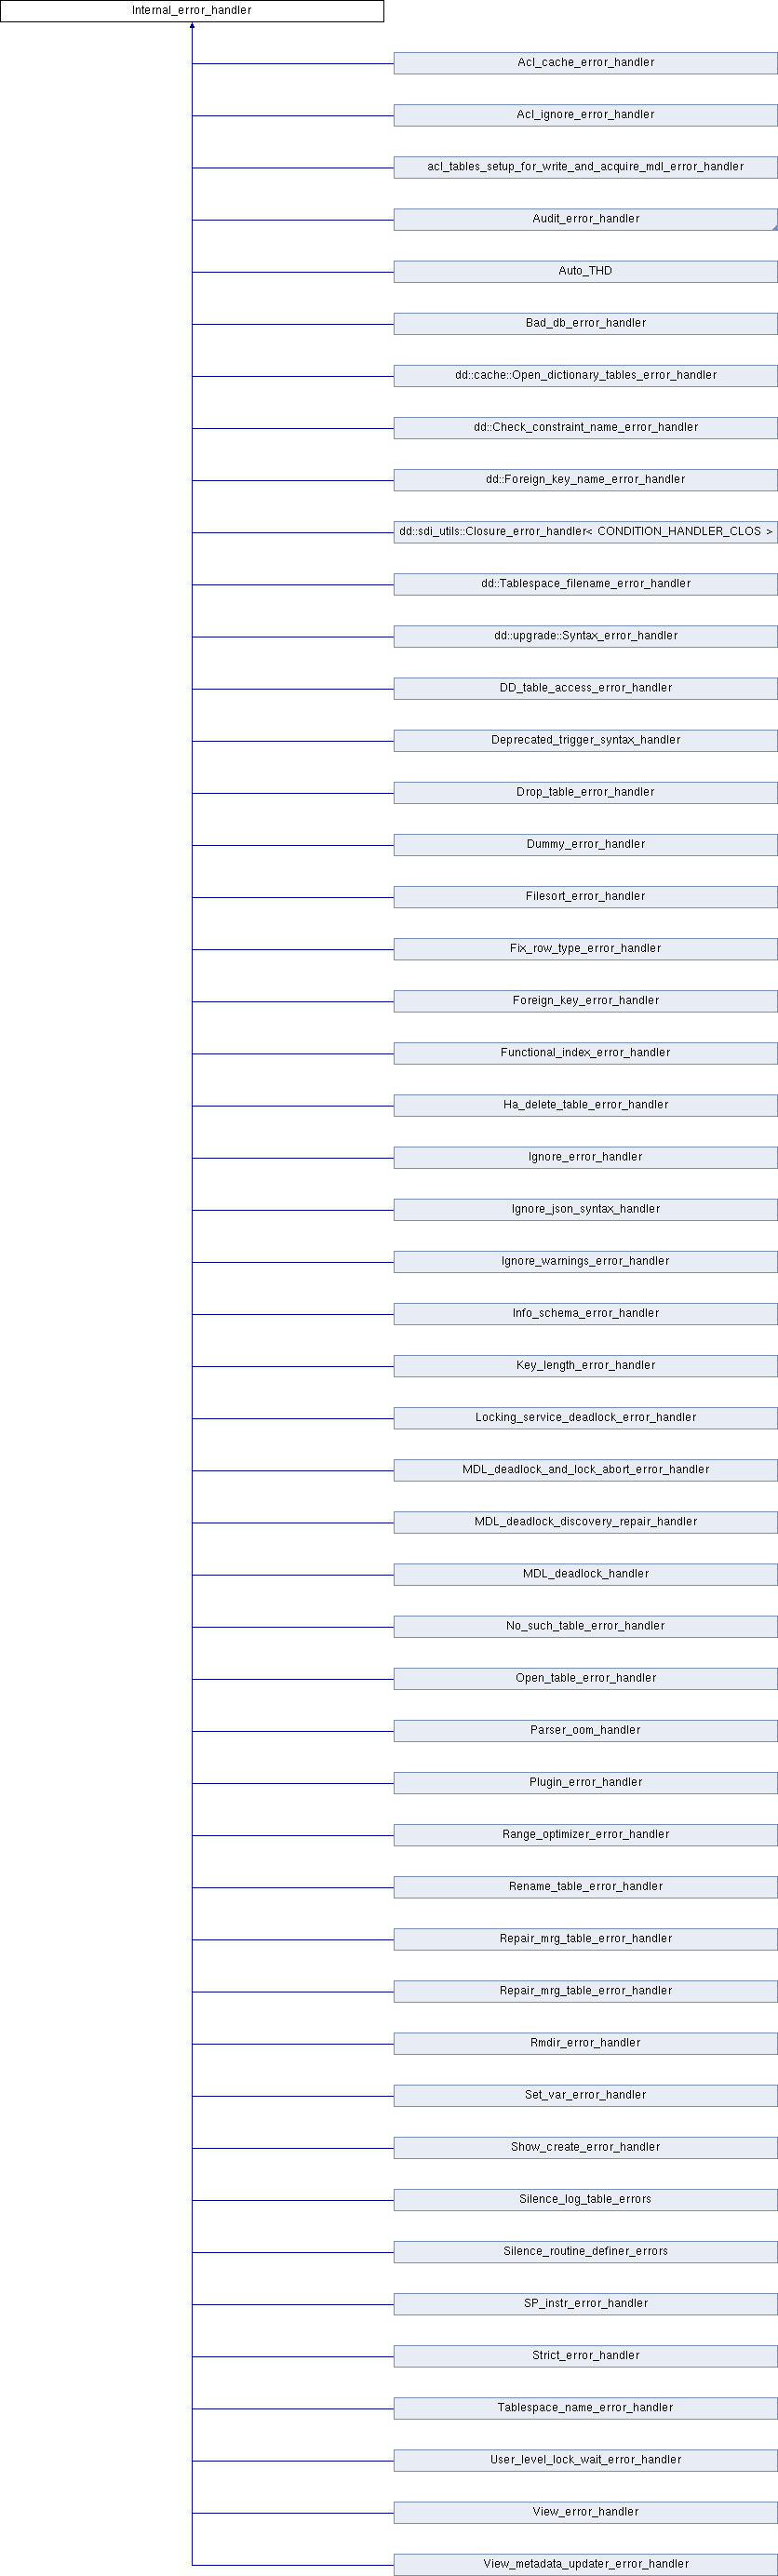 Internal_error_handler
Acl_cache_error_handler
Acl_ignore_error_handler
acl_tables_setup_for_write_and_acquire_mdl_error_handler
Audit_error_handler
Auto_THD
Bad_db_error_handler
dd::cache::Open_dictionary_tables_error_handler
dd::Check_constraint_name_error_handler
dd::Foreign_key_name_error_handler
dd::sdi_utils::Closure_error_handler< CONDITION_HANDLER_CLOS >
dd::Tablespace_filename_error_handler
dd::upgrade::Syntax_error_handler
DD_table_access_error_handler
Deprecated_trigger_syntax_handler
Drop_table_error_handler
Dummy_error_handler
Filesort_error_handler
Fix_row_type_error_handler
Foreign_key_error_handler
Functional_index_error_handler
Ha_delete_table_error_handler
Ignore_error_handler
Ignore_json_syntax_handler
Ignore_warnings_error_handler
Info_schema_error_handler
Key_length_error_handler
Locking_service_deadlock_error_handler
MDL_deadlock_and_lock_abort_error_handler
MDL_deadlock_discovery_repair_handler
MDL_deadlock_handler
No_such_table_error_handler
Open_table_error_handler
Parser_oom_handler
Plugin_error_handler
Range_optimizer_error_handler
Rename_table_error_handler
Repair_mrg_table_error_handler
Repair_mrg_table_error_handler
Rmdir_error_handler
Set_var_error_handler
Show_create_error_handler
Silence_log_table_errors
Silence_routine_definer_errors
SP_instr_error_handler
Strict_error_handler
Tablespace_name_error_handler
User_level_lock_wait_error_handler
View_error_handler
View_metadata_updater_error_handler